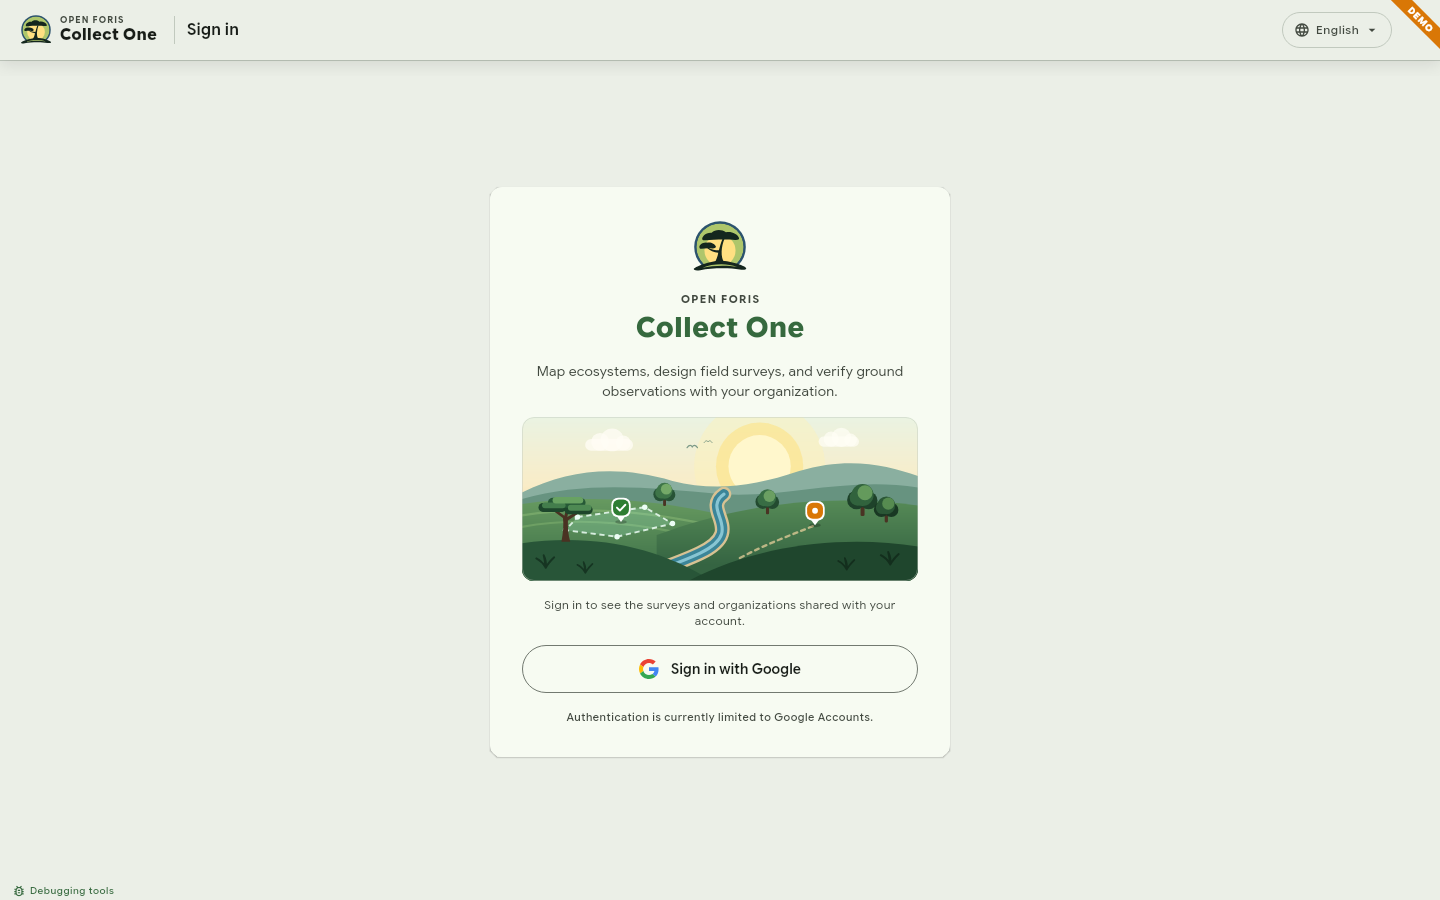 OPEN FORIS
Collect One
Sign in
English
DEMO
OPEN FORIS
Collect One
Map ecosystems, design field surveys, and verify ground
observations with your organization.
Sign in to see the surveys and organizations shared with your
account.
Sign in with Google
Authentication is currently limited to Google Accounts.
Debugging tools